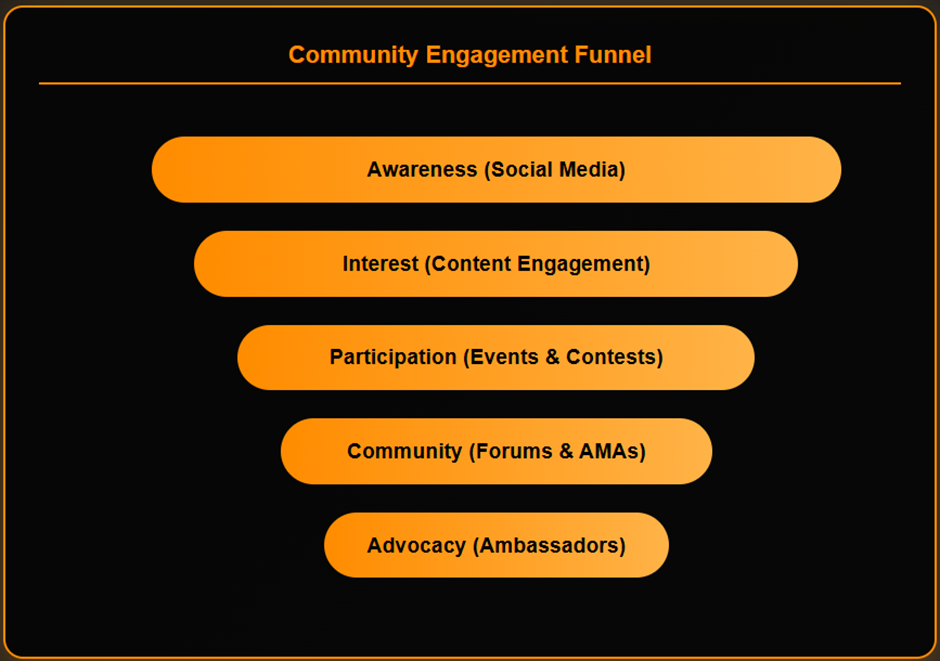 Community Engagement Funnel
Awareness (Social Media)
Interest (Content Engagement)
Participation (Events & Contests)
Community (Forums & AMAs)
Advocacy (Ambassadors)